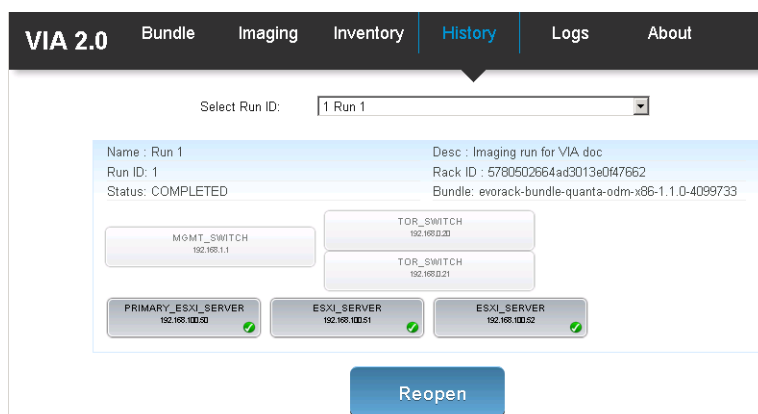 VIA 2.0 Bundle Imaging Inventory History Logs About
Select Run ID: 1 Run 1
Name : Run 1 Desc : Imaging run for VIA doc
Run ID: 1 Rack ID : 5780502664ad3013e0f47662
Status: COMPLETED Bundle: evorack-bundle-quanta-odm-x86-1.1.0-4099733
MGMT_SWITCH
192.168.1.1
TOR_SWITCH
192.168.0.20
TOR_SWITCH
192.168.0.21
PRIMARY_ESXI_SERVER
192.168.100.50
ESXI_SERVER
192.168.100.51
ESXI_SERVER
192.168.100.52
Reopen